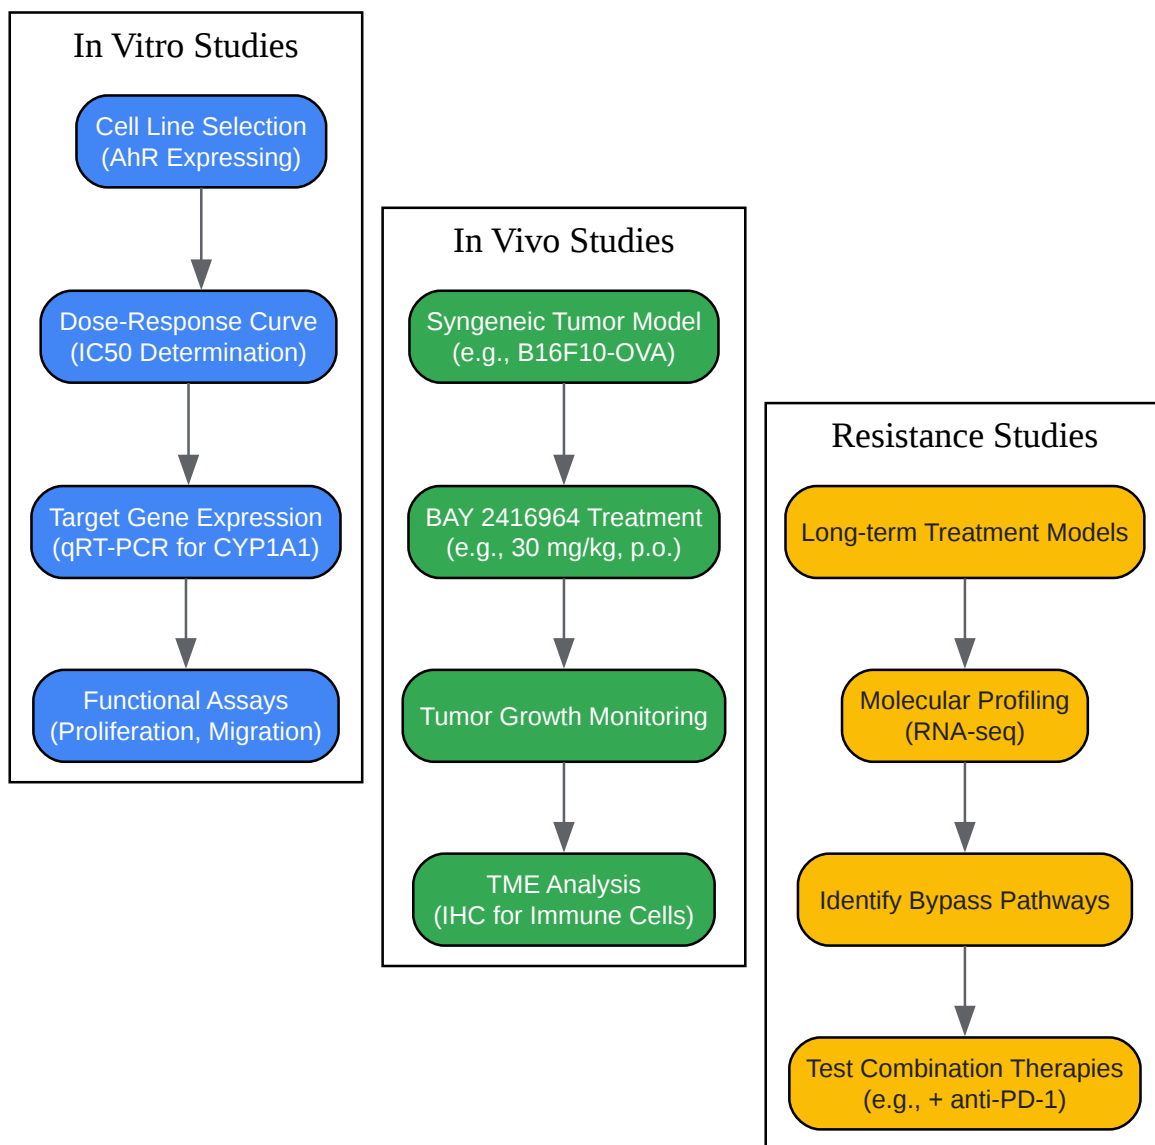 In Vitro Studies
Cell Line Selection
(AhR Expressing)
Dose-Response Curve
(IC50 Determination)
Target Gene Expression
(qRT-PCR for CYP1A1)
Functional Assays
(Proliferation, Migration)
In Vivo Studies
Syngeneic Tumor Model
(e.g., B16F10-OVA)
BAY 2416964 Treatment
(e.g., 30 mg/kg, p.o.)
Tumor Growth Monitoring
TME Analysis
(IHC for Immune Cells)
Resistance Studies
Long-term Treatment Models
Molecular Profiling
(RNA-seq)
Identify Bypass Pathways
Test Combination Therapies
(e.g., + anti-PD-1)